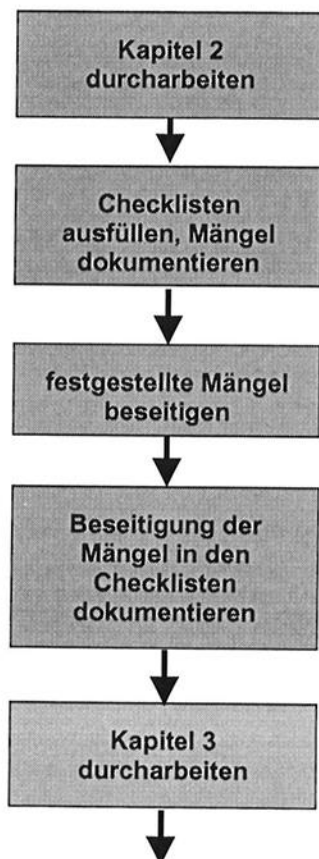 Kapitel 2
durcharbeiten
Checklisten
ausfüllen, Mängel
dokumentieren
festgestellte Mängel
beseitigen
Beseitigung der
Mängel in den
Checklisten
dokumentieren
Kapitel 3
durcharbeiten